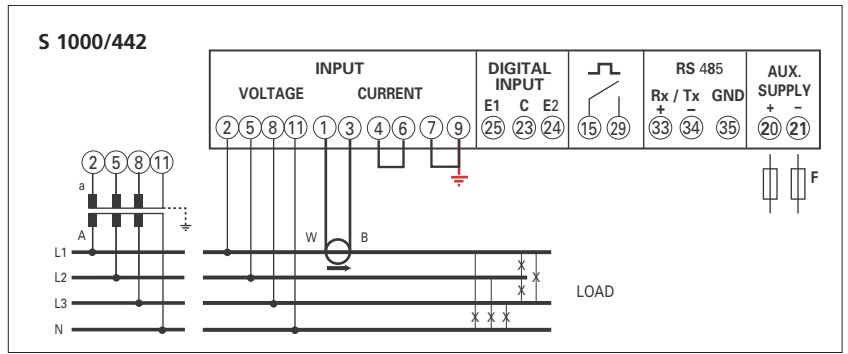 S 1000/442
INPUT
DIGITAL
INPUT
RS 485
AUX.
SUPPLY
VOLTAGE CURRENT
E1 C E2
Rx / Tx GND
+ − + −
2 5 8 11 1 3 4 6 7 9 25 23 24 15 29 33 34 35 20 21
2 5 8 11
F
a
A
W B
L1
L2
L3
N
X X
X
X X X
LOAD